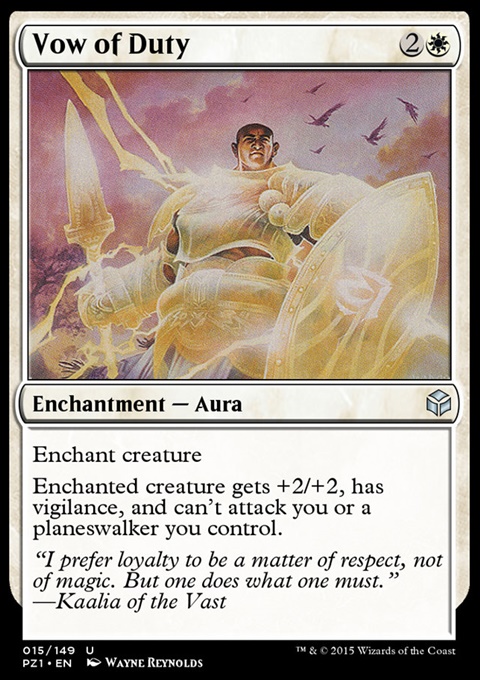 Vow of Duty 2
Enchantment — Aura
Enchant creature
Enchanted creature gets +2/+2, has
vigilance, and can't attack you or a
planeswalker you control.
“I prefer loyalty to be a matter of respect, not
of magic. But one does what one must.”
—Kaalia of the Vast
015/149 U
PZ1 • EN Wayne Reynolds
™ & © 2015 Wizards of the Coast